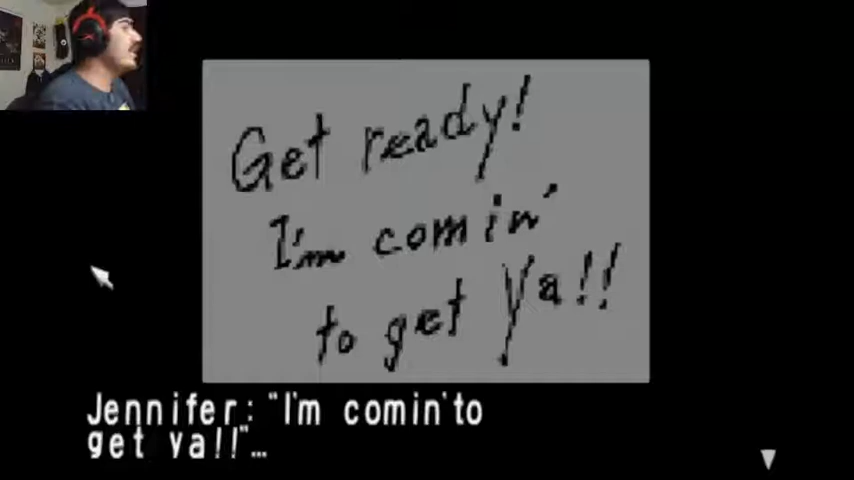 Get ready!
I'm comin'
to get ya!!
Jennifer: "I'm comin'to
get ya!!"…